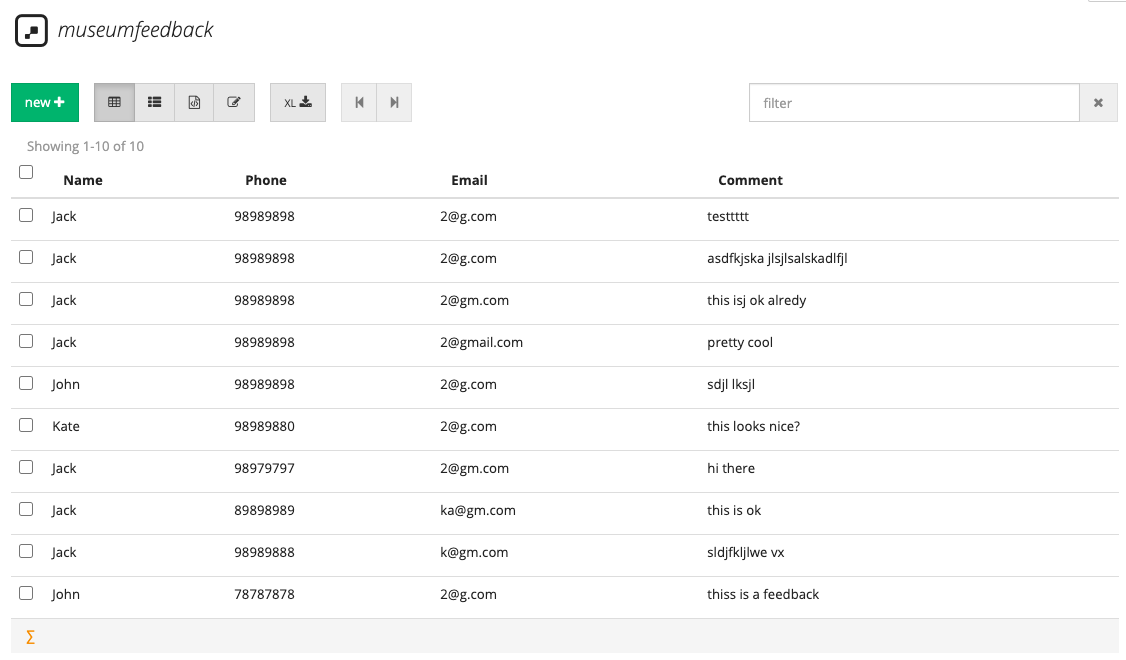 museumfeedback
new
XL
filter
Showing 1-10 of 10
Name Phone Email Comment
Jack 98989898 2@g.com testtttt
Jack 98989898 2@g.com asdfkjska jlsjlsalskadlfjl
Jack 98989898 2@gm.com this isj ok alredy
Jack 98989898 2@gmail.com pretty cool
John 98989898 2@g.com sdjl lksjl
Kate 98989880 2@g.com this looks nice?
Jack 98979797 2@gm.com hi there
Jack 89898989 ka@gm.com this is ok
Jack 98989888 k@gm.com sldjfkljlwe vx
John 78787878 2@g.com thiss is a feedback
Σ